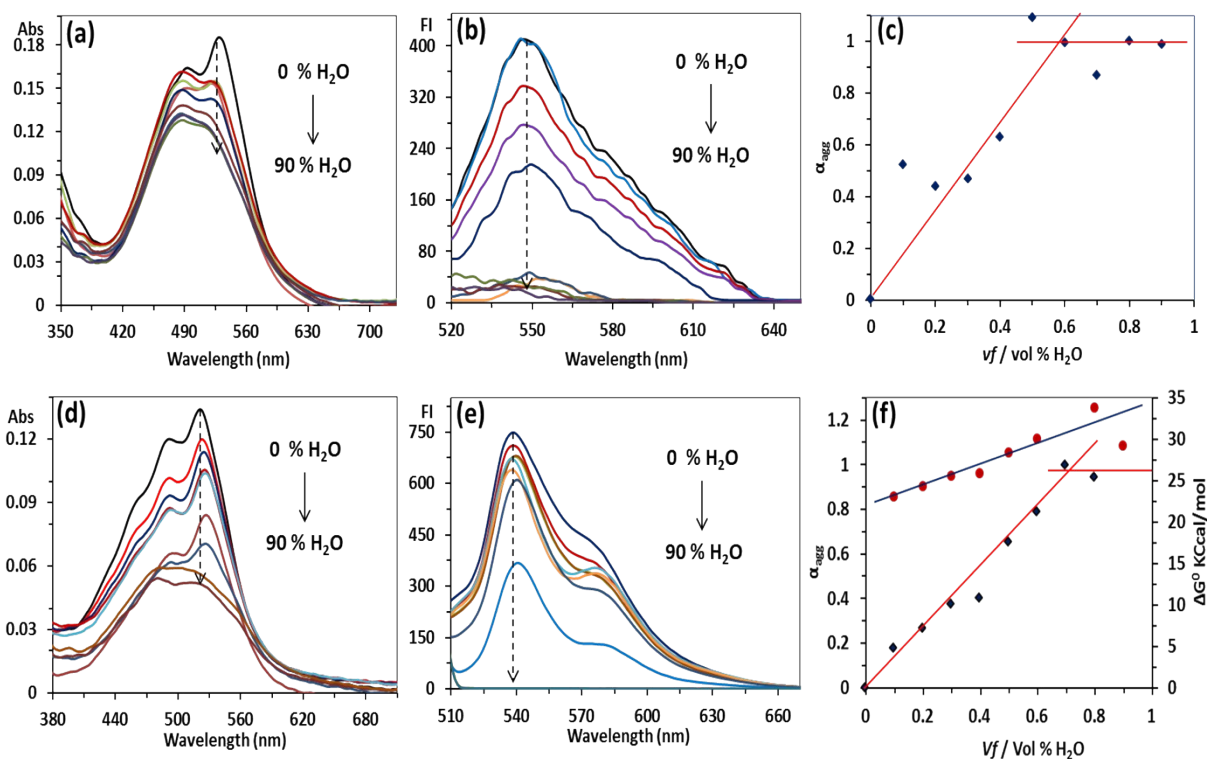 Abs
(a)
0.18
0.15
0.12
0.09
0.06
0.03
0
350 420 490 560 630 700
Wavelength (nm)
0 % H₂O
90 % H₂O
FI
(b)
400
320
240
160
80
0
520 550 580 610 640
Wavelength (nm)
0 % H₂O
90 % H₂O
(c)
1
0.8
0.6
0.4
0.2
0
αagg
0 0.2 0.4 0.6 0.8 1
vf / vol % H₂O
Abs
(d)
0.12
0.09
0.06
0.03
0
380 440 500 560 620 680
Wavelength (nm)
0 % H₂O
90 % H₂O
FI
(e)
750
600
450
300
150
0
510 540 570 600 630 660
Wavelength (nm)
0 % H₂O
90 % H₂O
(f)
1.2
1
0.8
0.6
0.4
0.2
0
αagg
35
30
25
20
15
10
5
0
ΔG⁰ KCcal/mol
0 0.2 0.4 0.6 0.8 1
Vf / Vol % H₂O